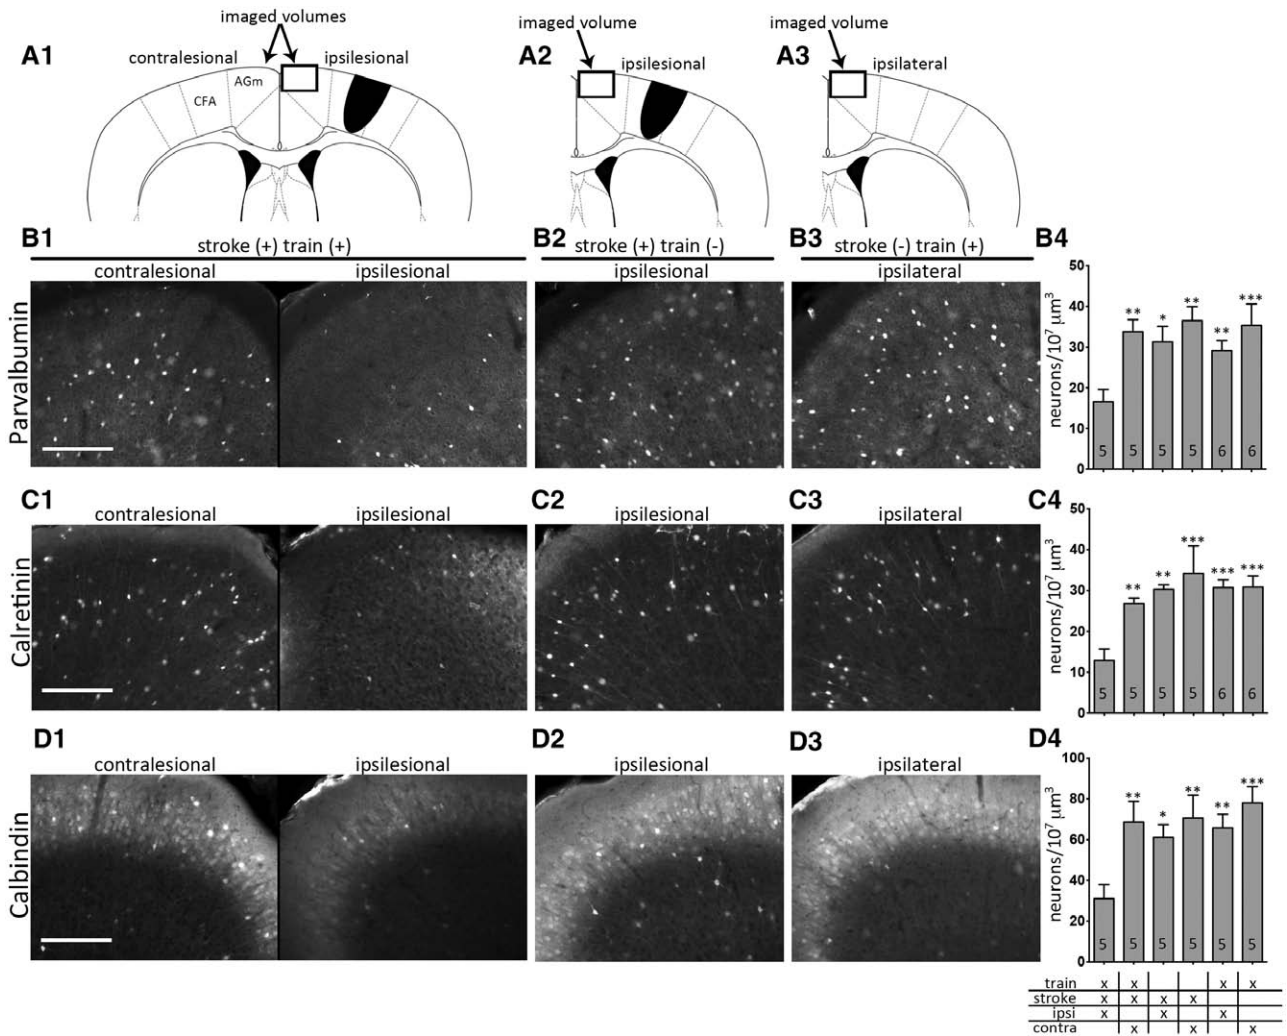 imaged volumes
A1
contralesional
ipsilesional
AGm
CFA
imaged volume
A2
ipsilesional
imaged volume
A3
ipsilateral
B1
stroke (+) train (+)
B2
stroke (+) train (-)
B3
stroke (-) train (+)
B4
contralesional
ipsilesional
ipsilesional
ipsilateral
Parvalbumin
neurons/10⁷ µm³
50
40
30
20
10
0
** * ** ** ***
5 5 5 5 6 6
C1
contralesional
ipsilesional
C2
ipsilesional
C3
ipsilateral
C4
Calretinin
neurons/10⁷ µm³
50
40
30
20
10
0
** ** *** *** ***
5 5 5 5 6 6
D1
contralesional
ipsilesional
D2
ipsilesional
D3
ipsilateral
D4
Calbindin
neurons/10⁷ µm³
100
80
60
40
20
0
** * ** ** ***
5 5 5 5 5 5
train x x x x
stroke x x x x
ipsi x x x
contra x x x